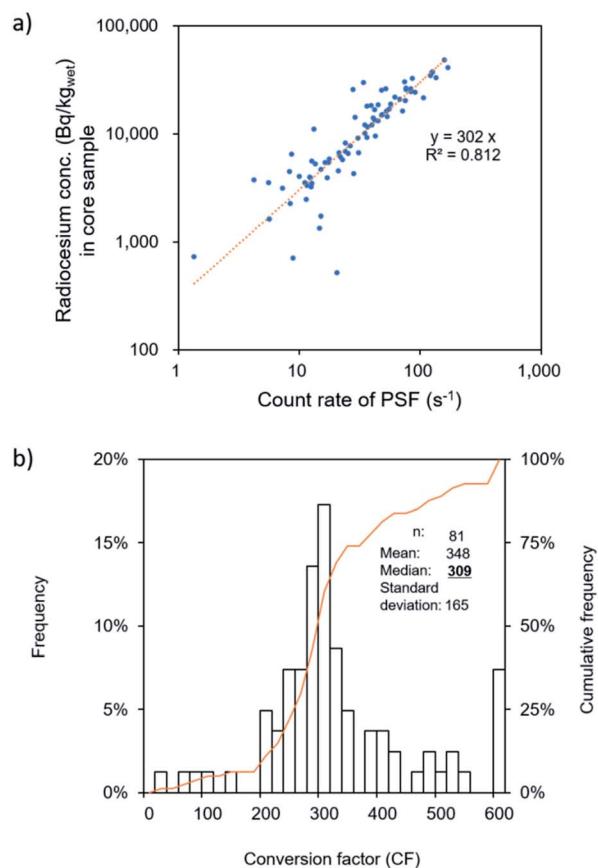 a)
100,000
10,000
1,000
100
Radiocesium conc. (Bq/kgwet)
in core sample
y = 302 x
R² = 0.812
1
10
100
1,000
Count rate of PSF (s⁻¹)
b)
20%
15%
10%
5%
0%
Frequency
100%
75%
50%
25%
0%
Cumulative frequency
n: 81
Mean: 348
Median: 309
Standard
deviation: 165
0
100
200
300
400
500
600
Conversion factor (CF)